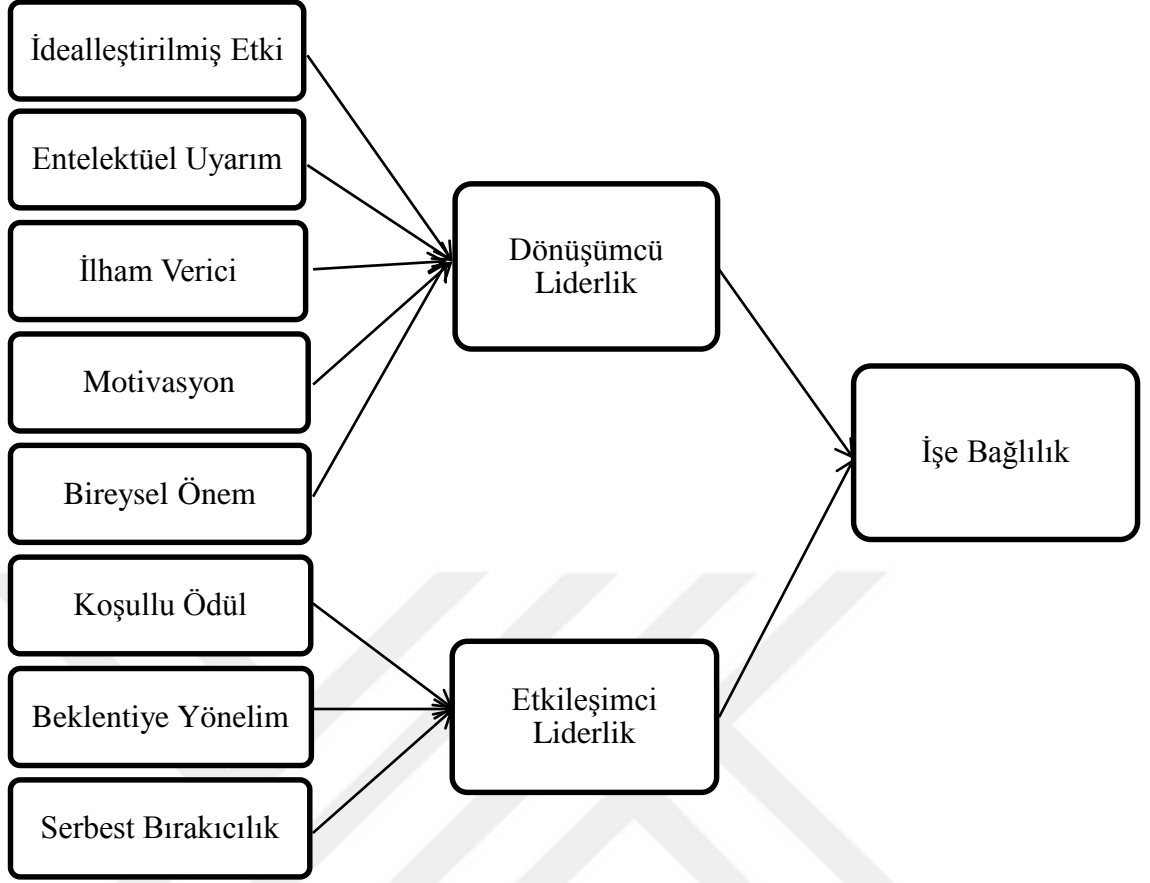 İdealleştirilmiş Etki
Entelektüel Uyarım
İlham Verici
Motivasyon
Bireysel Önem
Koşullu Ödül
Beklentiye Yönelim
Serbest Bırakıcılık
Dönüşümcü
Liderlik
Etkileşimci
Liderlik
İşe Bağlılık